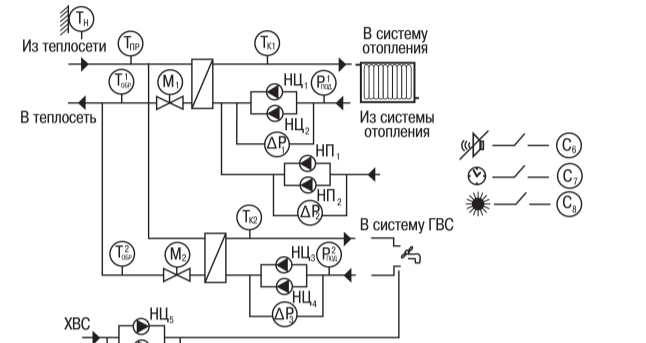 Tн
Из теплосети
Tпр
Tк1
В систему
отопления
T¹обр
M₁
НЦ₁
P¹под
В теплосеть
НЦ₂
Из системы
отопления
ΔP₁
НП₁
C₆
C₇
НП₂
ΔP₂
C₈
Tк2
В систему ГВС
T²обр
M₂
НЦ₃
P²под
НЦ₄
ΔP₃
ХВС
НЦ₅